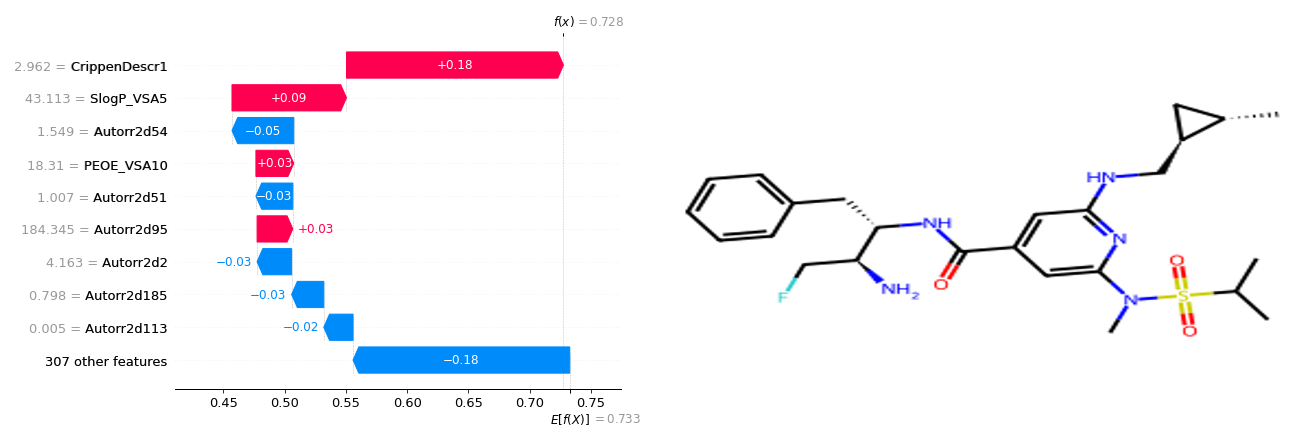 f(x) = 0.728
2.962 = CrippenDescr1
+0.18
43.113 = SlogP_VSA5
+0.09
1.549 = Autorr2d54
−0.05
18.31 = PEOE_VSA10
+0.03
1.007 = Autorr2d51
−0.03
184.345 = Autorr2d95
+0.03
4.163 = Autorr2d2
−0.03
0.798 = Autorr2d185
−0.03
0.005 = Autorr2d113
−0.02
307 other features
−0.18
0.45 0.50 0.55 0.60 0.65 0.70 0.75
E[f(X)] = 0.733
HN
NH
N
O
O
NH2
F
N
S
O